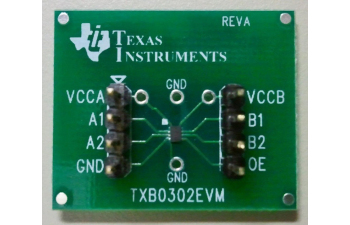 REVA
TEXAS
INSTRUMENTS
GND
VCCA
VCCB
A1
B1
A2
B2
GND
GND
OE
TXB0302EVM